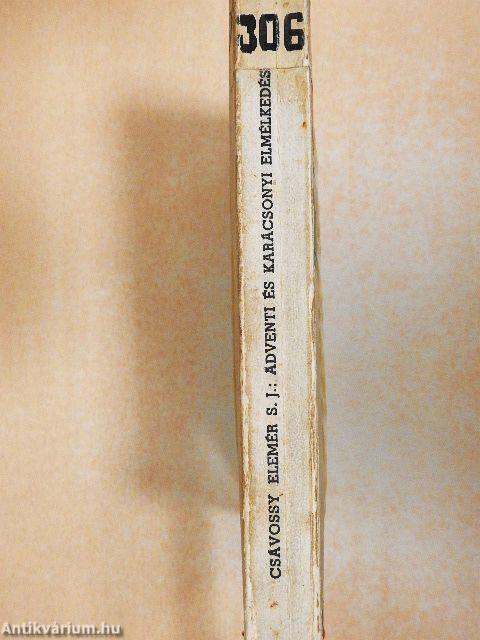 306
CSÁVOSSY ELEMÉR S. J.: ADVENTI ÉS KARÁCSONYI ELMÉLKEDÉS
Antikvárium.hu